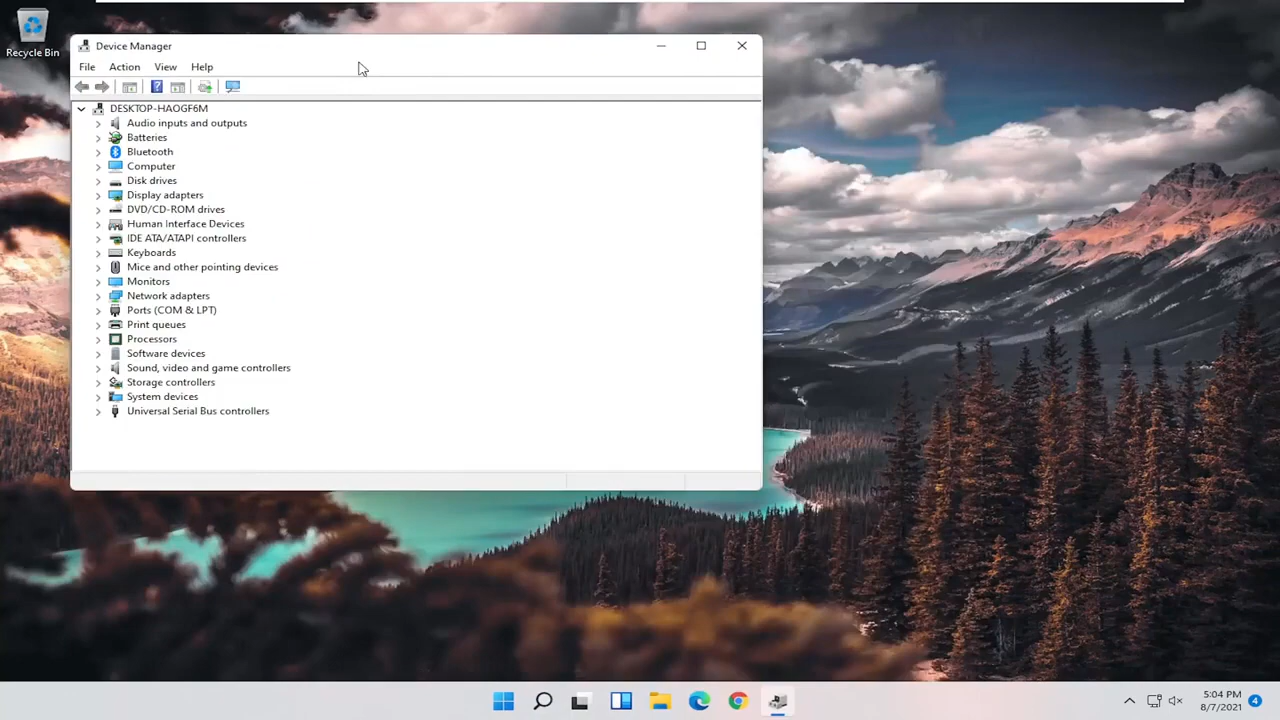 Recycle Bin
Device Manager
File Action View Help
DESKTOP-HAOGF6M
Audio inputs and outputs
Batteries
Bluetooth
Computer
Disk drives
Display adapters
DVD/CD-ROM drives
Human Interface Devices
IDE ATA/ATAPI controllers
Keyboards
Mice and other pointing devices
Monitors
Network adapters
Ports (COM & LPT)
Print queues
Processors
Software devices
Sound, video and game controllers
Storage controllers
System devices
Universal Serial Bus controllers
5:04 PM
8/7/2021
4